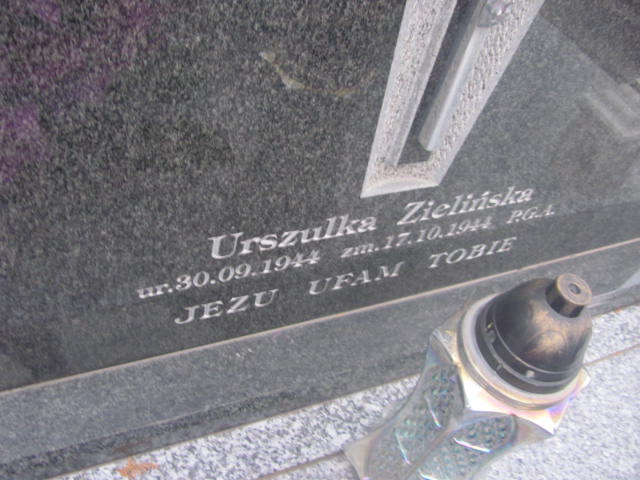 Urszulka Zielińska
ur.30.09.1944 zm.17.10.1944 P.G.A.
JEZU UFAM TOBIE